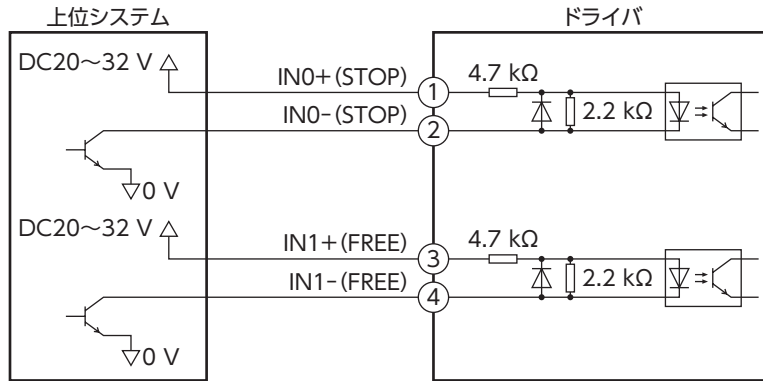 上位システム
ドライバ
DC20～32 V
IN0+(STOP)
1
4.7 kΩ
IN0-(STOP)
2
2.2 kΩ
0 V
DC20～32 V
IN1+(FREE)
3
4.7 kΩ
IN1-(FREE)
4
2.2 kΩ
0 V